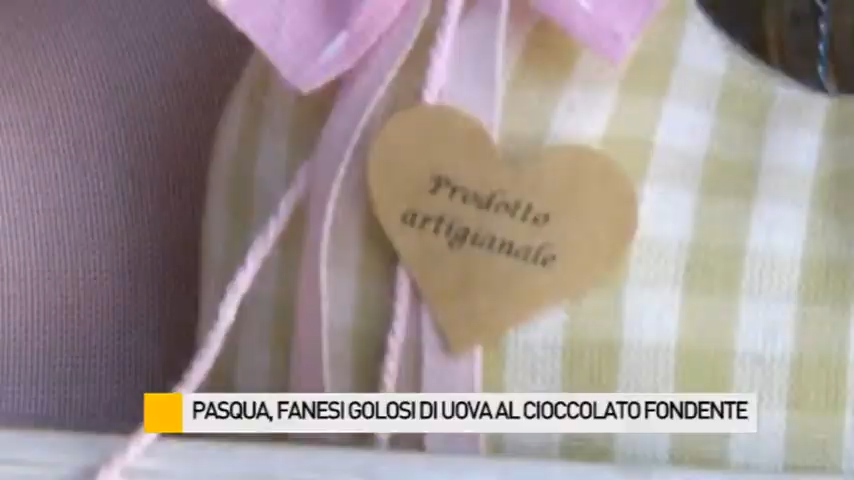 Prodotto
artigianale
PASQUA, FANESI GOLOSI DI UOVA AL CIOCCOLATO FONDENTE